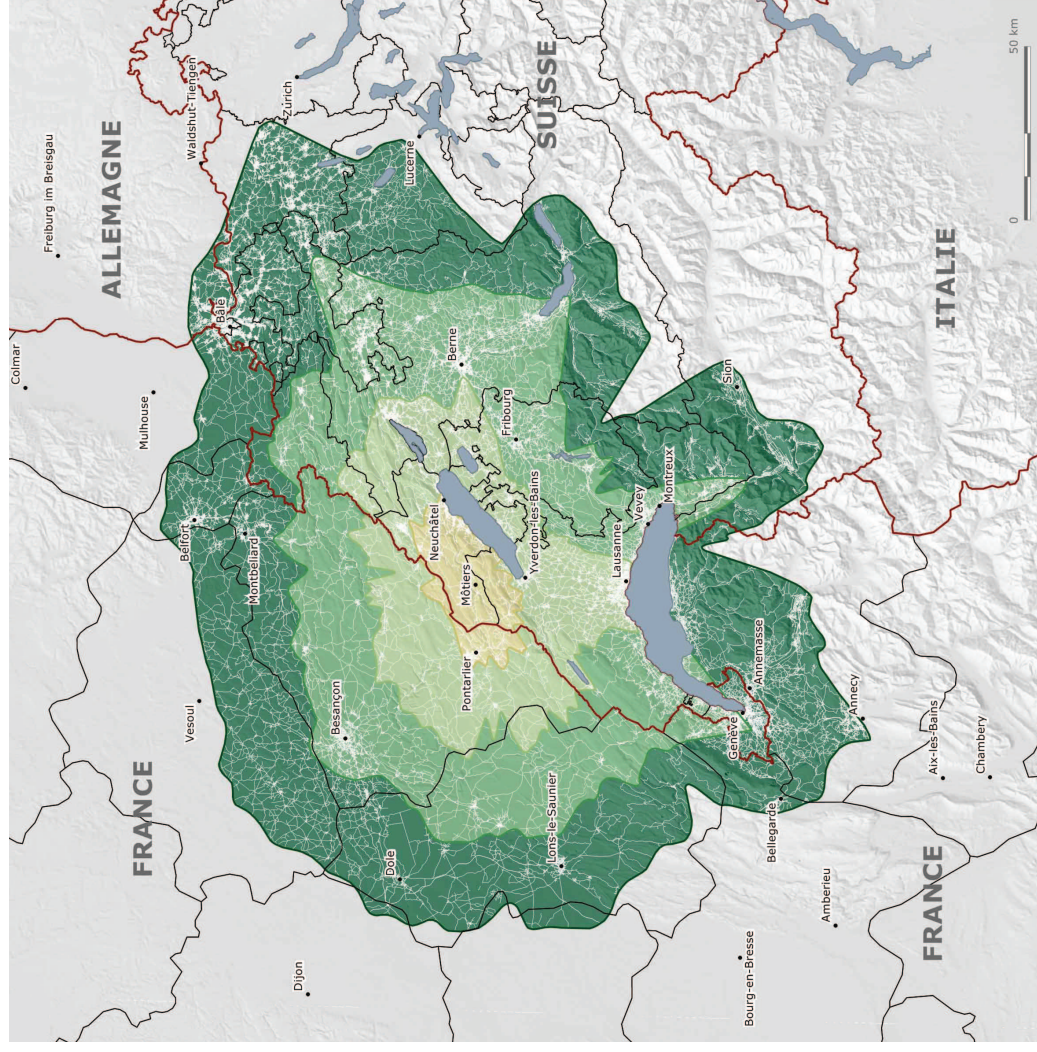 Colmar
Mulhouse
Freiburg im Breisgau
ALLEMAGNE
Waldshut-Tiengen
Bâle
Zürich
Belfort
Montbéliard
Vesoul
FRANCE
Besançon
Dijon
Dole
Lucerne
SUISSE
Berne
Neuchâtel
Fribourg
Môtiers
Pontarlier
Yverdon-les-Bains
Lons-le-Saunier
Lausanne
Vevey
Montreux
Sion
Genève
Annemasse
Bellegarde
Bourg-en-Bresse
Amberieu
Annecy
FRANCE
Aix-les-Bains
Chambery
ITALIE
0
50 km